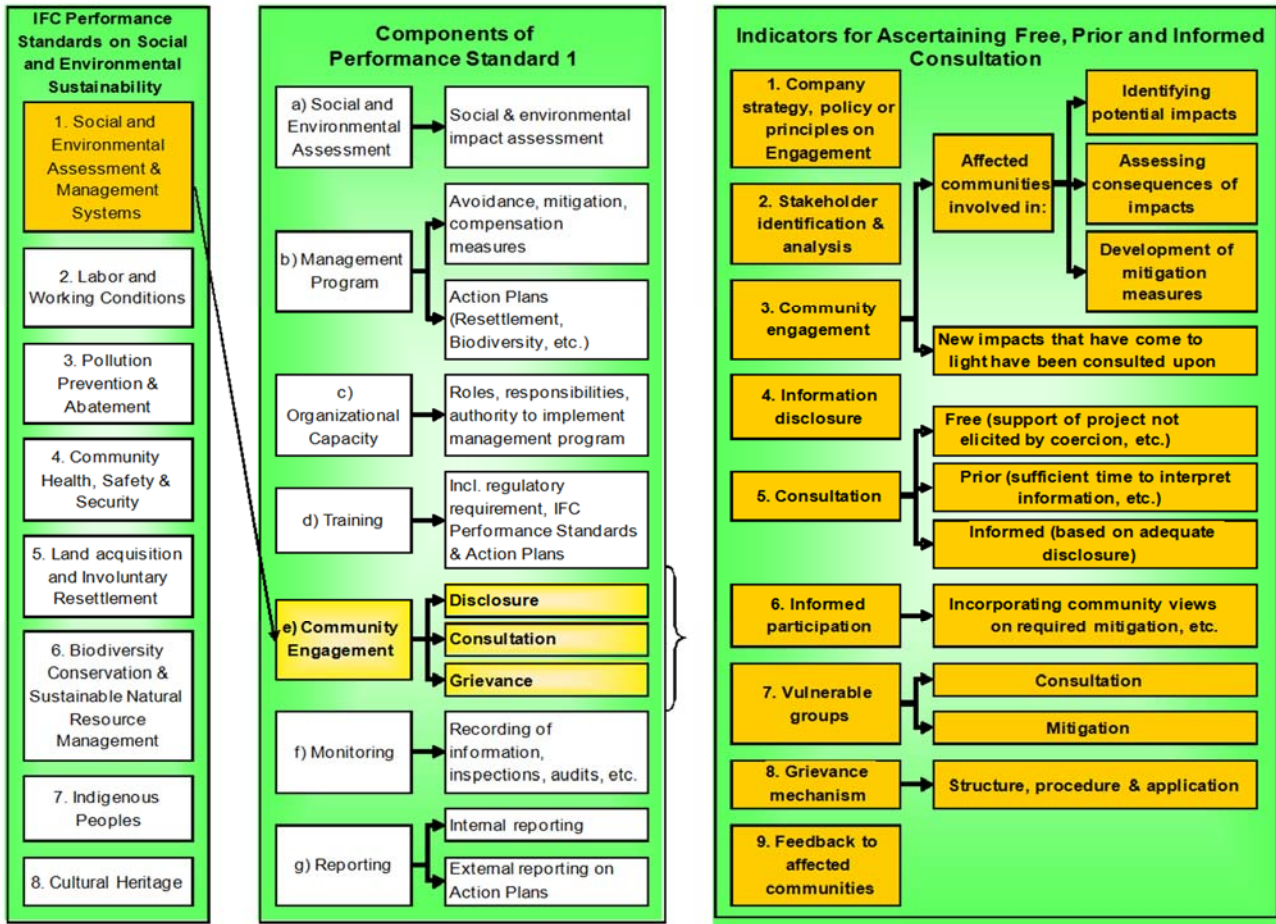 IFC Performance
Standards on Social
and Environmental
Sustainability
1. Social and
Environmental
Assessment &
Management
Systems
2. Labor and
Working Conditions
3. Pollution
Prevention &
Abatement
4. Community
Health, Safety &
Security
5. Land acquisition
and Involuntary
Resettlement
6. Biodiversity
Conservation &
Sustainable Natural
Resource
Management
7. Indigenous
Peoples
8. Cultural Heritage
Components of
Performance Standard 1
a) Social and
Environmental
Assessment
Social & environmental
impact assessment
b) Management
Program
Avoidance, mitigation,
compensation
measures
Action Plans
(Resettlement,
Biodiversity, etc.)
c)
Organizational
Capacity
Roles, responsibilities,
authority to implement
management program
d) Training
Incl. regulatory
requirement, IFC
Performance Standards
& Action Plans
e) Community
Engagement
Disclosure
Consultation
Grievance
f) Monitoring
Recording of
information,
inspections, audits, etc.
g) Reporting
Internal reporting
External reporting on
Action Plans
Indicators for Ascertaining Free, Prior and Informed
Consultation
1. Company
strategy, policy or
principles on
Engagement
2. Stakeholder
identification &
analysis
3. Community
engagement
Affected
communities
involved in:
Identifying
potential impacts
Assessing
consequences of
impacts
Development of
mitigation
measures
New impacts that have come to
light have been consulted upon
4. Information
disclosure
5. Consultation
Free (support of project not
elicited by coercion, etc.)
Prior (sufficient time to interpret
information, etc.)
Informed (based on adequate
disclosure)
6. Informed
participation
Incorporating community views
on required mitigation, etc.
7. Vulnerable
groups
Consultation
Mitigation
8. Grievance
mechanism
Structure, procedure & application
9. Feedback to
affected
communities